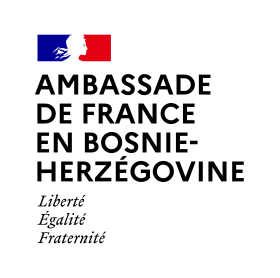 AMBASSADE
DE FRANCE
EN BOSNIE-
HERZÉGOVINE
Liberté
Égalité
Fraternité